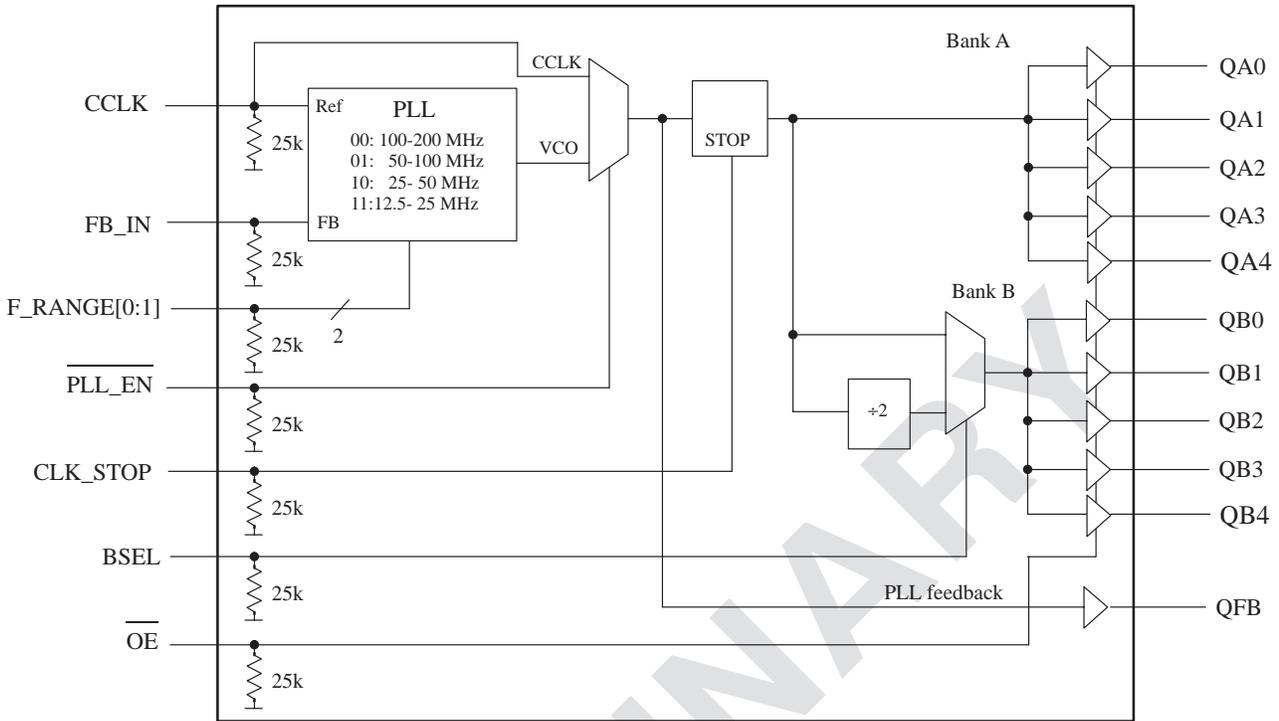 Bank A
CCLK
QA0
CCLK
Ref
PLL
QA1
25k
00: 100-200 MHz
01: 50-100 MHz
10: 25- 50 MHz
11:12.5- 25 MHz
VCO
STOP
QA2
FB_IN
FB
QA3
25k
QA4
F_RANGE[0:1]
2
25k
Bank B
QB0
PLL_EN
QB1
25k
÷2
QB2
CLK_STOP
QB3
25k
QB4
BSEL
25k
PLL feedback
QFB
OE
25k
INARY